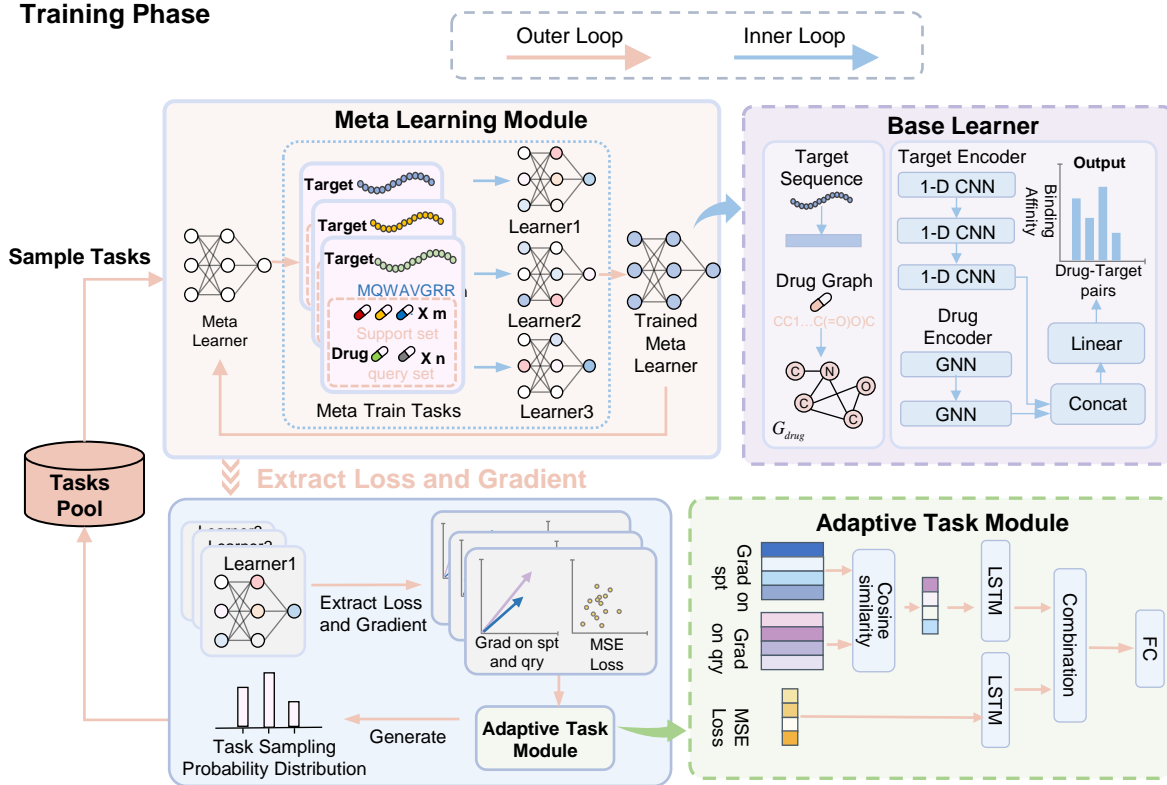 Training Phase
Outer Loop
Inner Loop
Meta Learning Module
Target
Target
Target
MQWAVGRR
X m
Support set
Drug
X n
query set
Meta Train Tasks
Meta
Learner
Learner1
Learner2
Learner3
Trained
Meta
Learner
Sample Tasks
Tasks
Pool
Base Learner
Target
Sequence
Drug Graph
CC1...C(=O)O)C
C
N
O
C
C
G_drug
Target Encoder
1-D CNN
1-D CNN
1-D CNN
Drug
Encoder
GNN
GNN
Output
Binding
Affinity
Drug-Target
pairs
Linear
Concat
Extract Loss and Gradient
Learner1
Extract Loss
and Gradient
Grad on spt
and qry
MSE
Loss
Adaptive Task
Module
Generate
Task Sampling
Probability Distribution
Adaptive Task Module
Grad on
spt
Grad
on qry
MSE
Loss
Cosine
similarity
LSTM
LSTM
Combination
FC